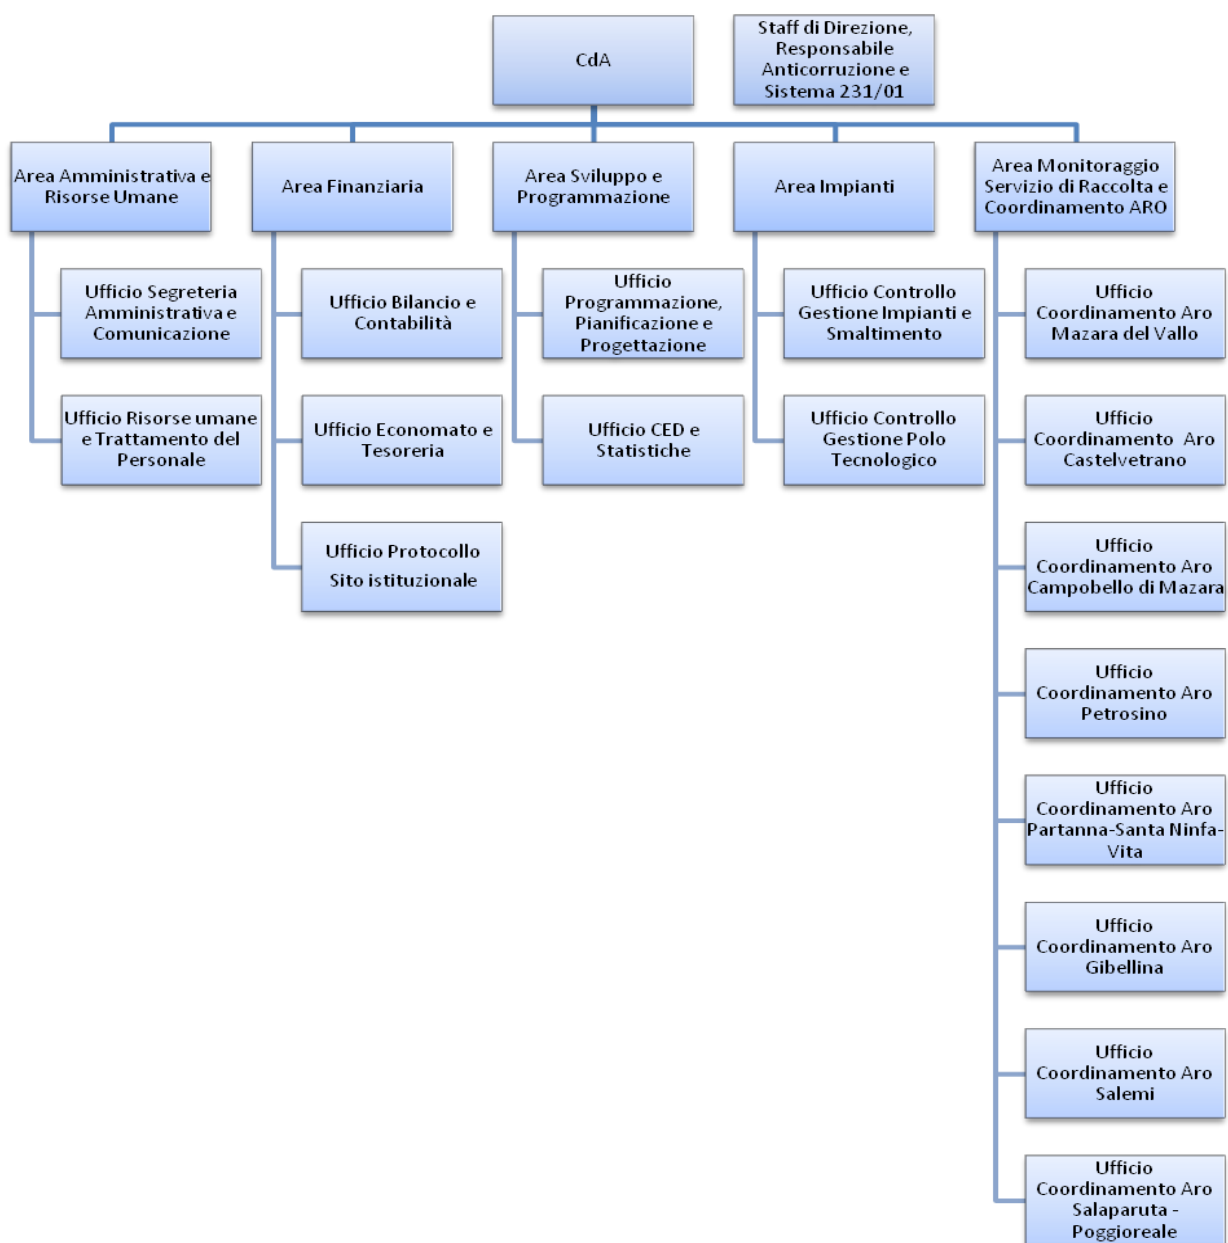 CdA
Staff di Direzione,
Responsabile
Anticorruzione e
Sistema 231/01
Area Amministrativa e
Risorse Umane
Area Finanziaria
Area Sviluppo e
Programmazione
Area Impianti
Area Monitoraggio
Servizio di Raccolta e
Coordinamento ARO
Ufficio Segreteria
Amministrativa e
Comunicazione
Ufficio Risorse umane
e Trattamento del
Personale
Ufficio Bilancio e
Contabilità
Ufficio Economato e
Tesoreria
Ufficio Protocollo
Sito istituzionale
Ufficio
Programmazione,
Pianificazione e
Progettazione
Ufficio CED e
Statistiche
Ufficio Controllo
Gestione Impianti e
Smaltimento
Ufficio Controllo
Gestione Polo
Tecnologico
Ufficio
Coordinamento Aro
Mazara del Vallo
Ufficio
Coordinamento Aro
Castelvetrano
Ufficio
Coordinamento Aro
Campobello di Mazara
Ufficio
Coordinamento Aro
Petrosino
Ufficio
Coordinamento Aro
Partanna-Santa Ninfa-
Vita
Ufficio
Coordinamento Aro
Gibellina
Ufficio
Coordinamento Aro
Salemi
Ufficio
Coordinamento Aro
Salaparuta -
Poggioreale